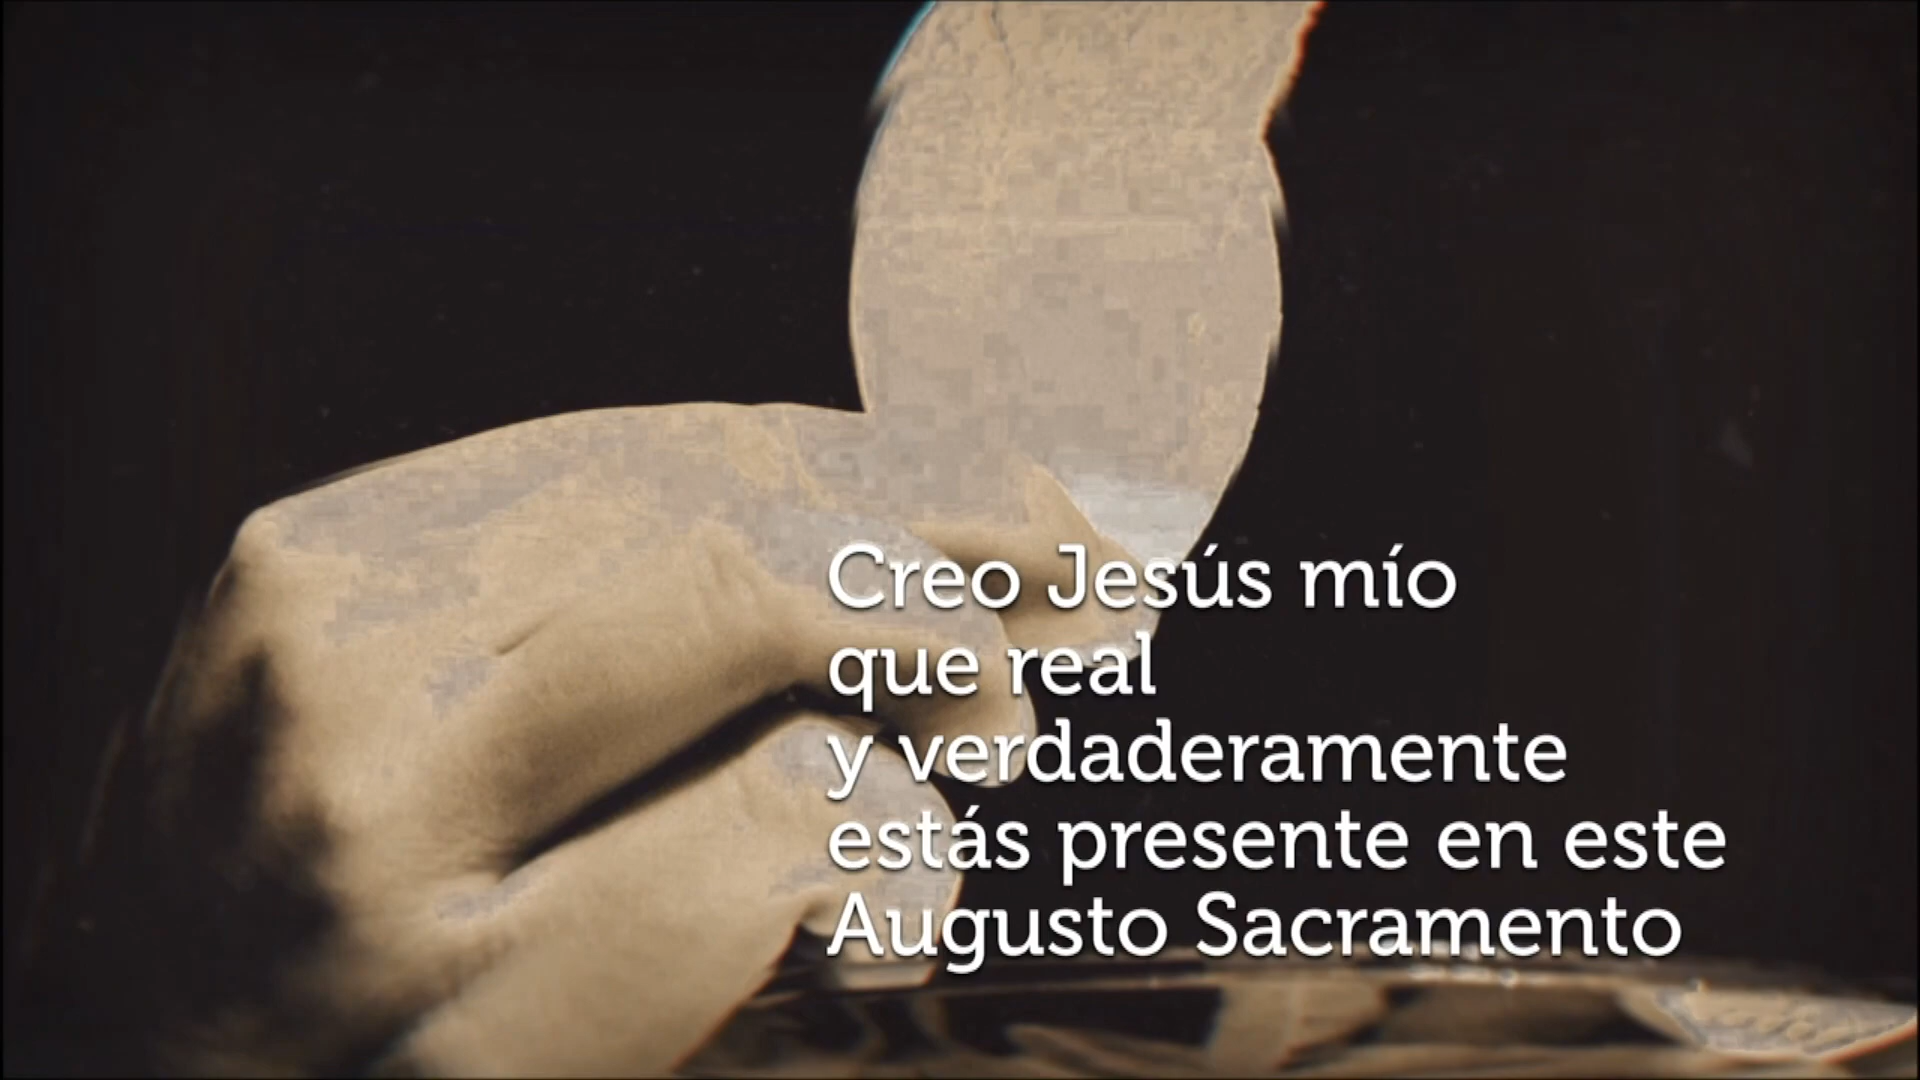 Creo Jesús mío
que real
y verdaderamente
estás presente en este
Augusto Sacramento